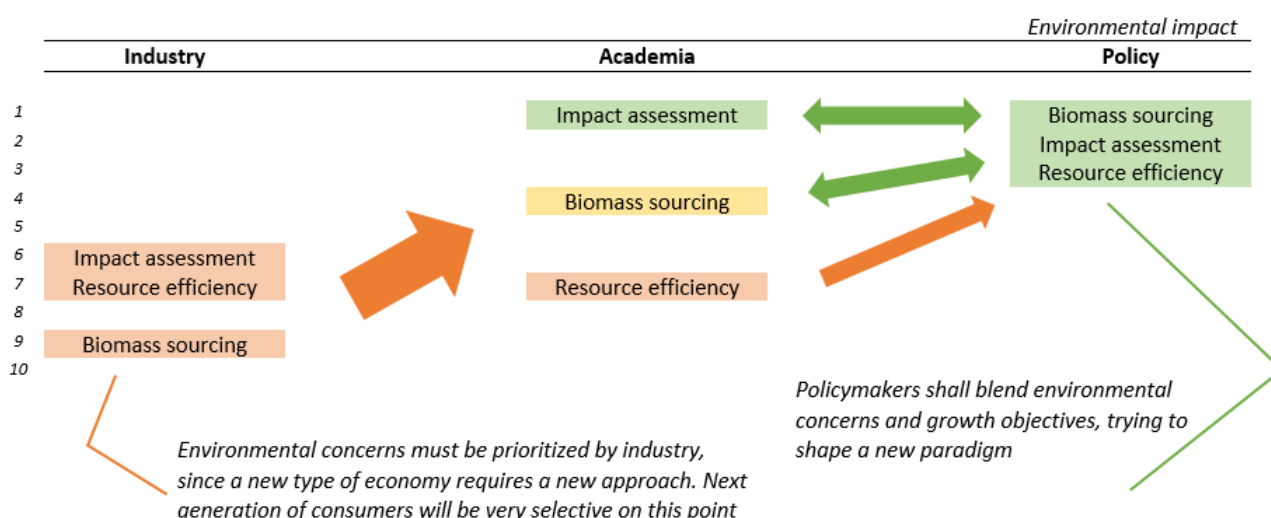 Environmental impact
Industry Academia Policy
1 Impact assessment Biomass sourcing
2 Impact assessment
3 Resource efficiency
4 Biomass sourcing
5
6 Impact assessment
7 Resource efficiency Resource efficiency
8
9 Biomass sourcing
10
Policymakers shall blend environmental
concerns and growth objectives, trying to
shape a new paradigm
Environmental concerns must be prioritized by industry,
since a new type of economy requires a new approach. Next
generation of consumers will be very selective on this point